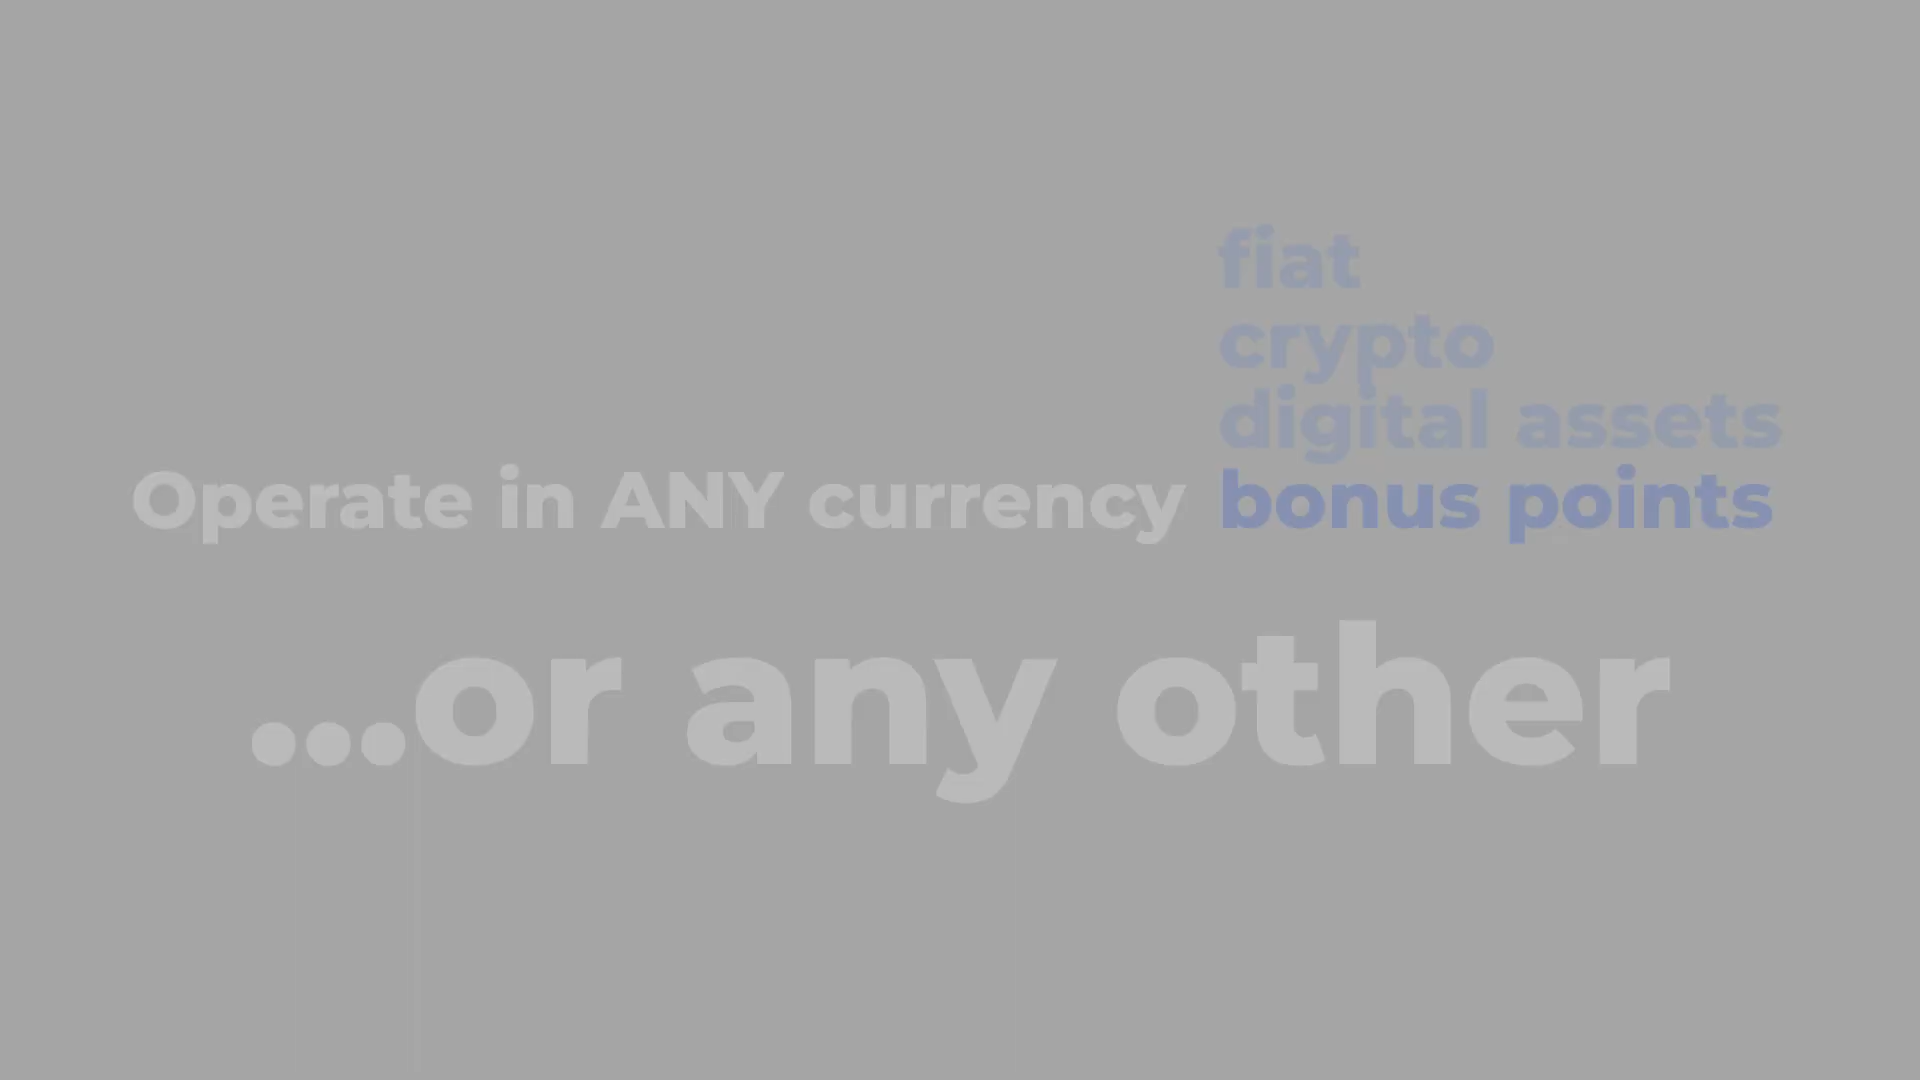 fiat
crypto
digital assets
Operate in ANY currency bonus points
...or any other